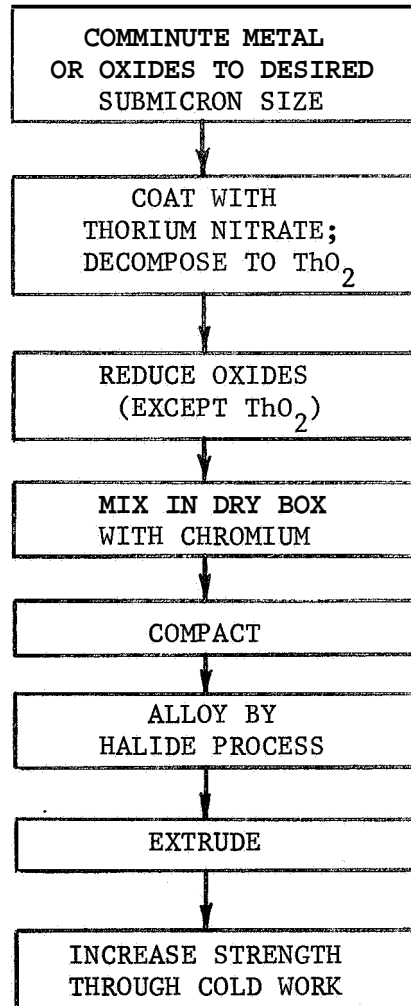 COMMINUTE METAL
OR OXIDES TO DESIRED
SUBMICRON SIZE
COAT WITH
THORIUM NITRATE;
DECOMPOSE TO ThO2
REDUCE OXIDES
(EXCEPT ThO2)
MIX IN DRY BOX
WITH CHROMIUM
COMPACT
ALLOY BY
HALIDE PROCESS
EXTRUDE
INCREASE STRENGTH
THROUGH COLD WORK